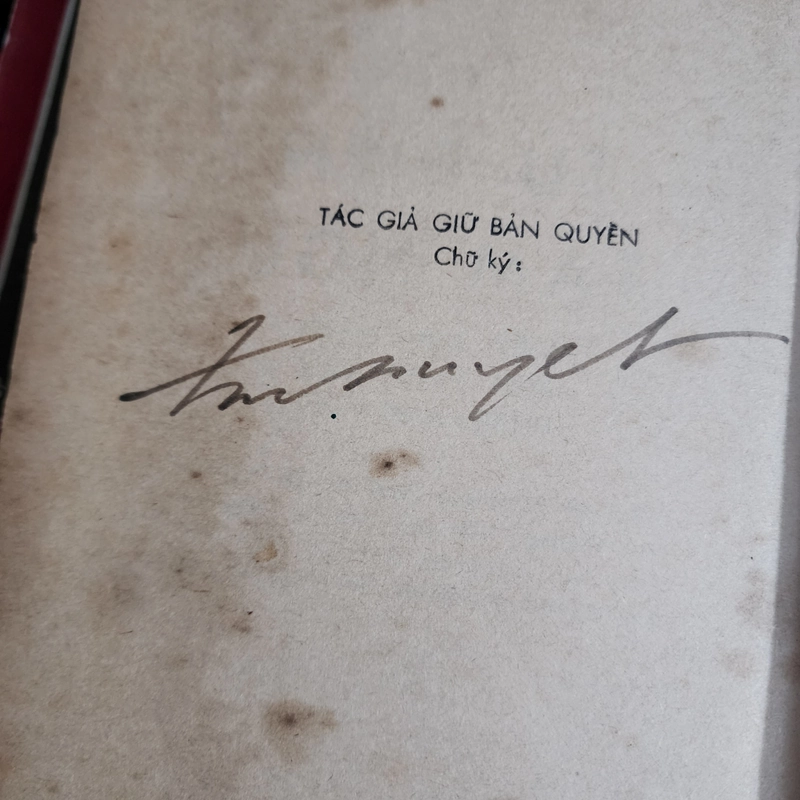 TÁC GIẢ GIỮ BẢN QUYỀN
Chữ ký: